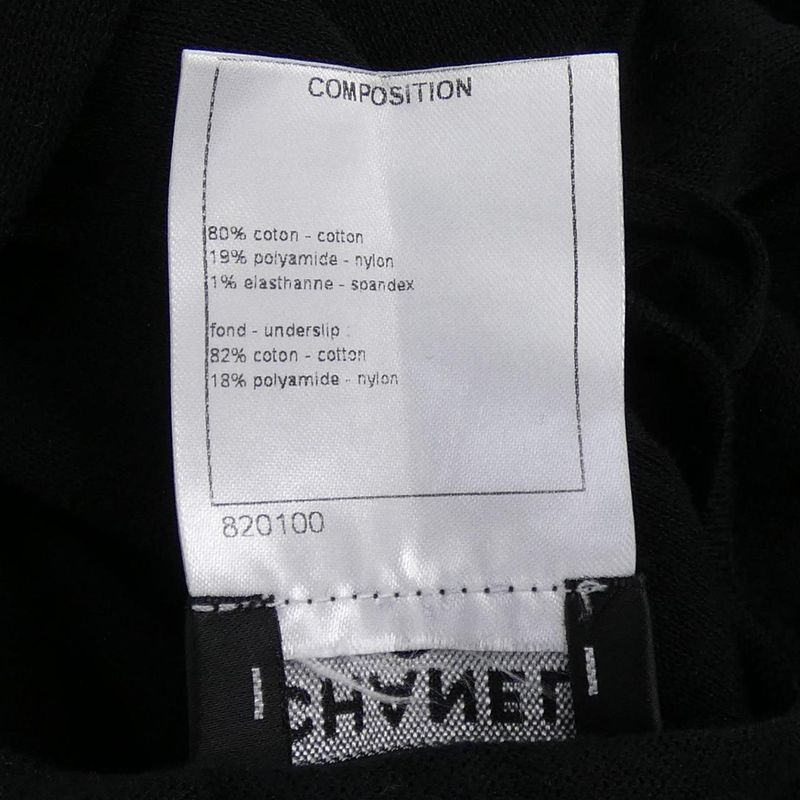 COMPOSITION
80% coton - cotton
19% polyamide - nylon
1% elasthanne - spandex
fond - underslip :
82% coton - cotton
18% polyamide - nylon
820100
CHANEL